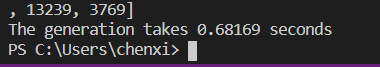 , 13239, 3769]
The generation takes 0.68169 seconds
PS C:\Users\chenxi>